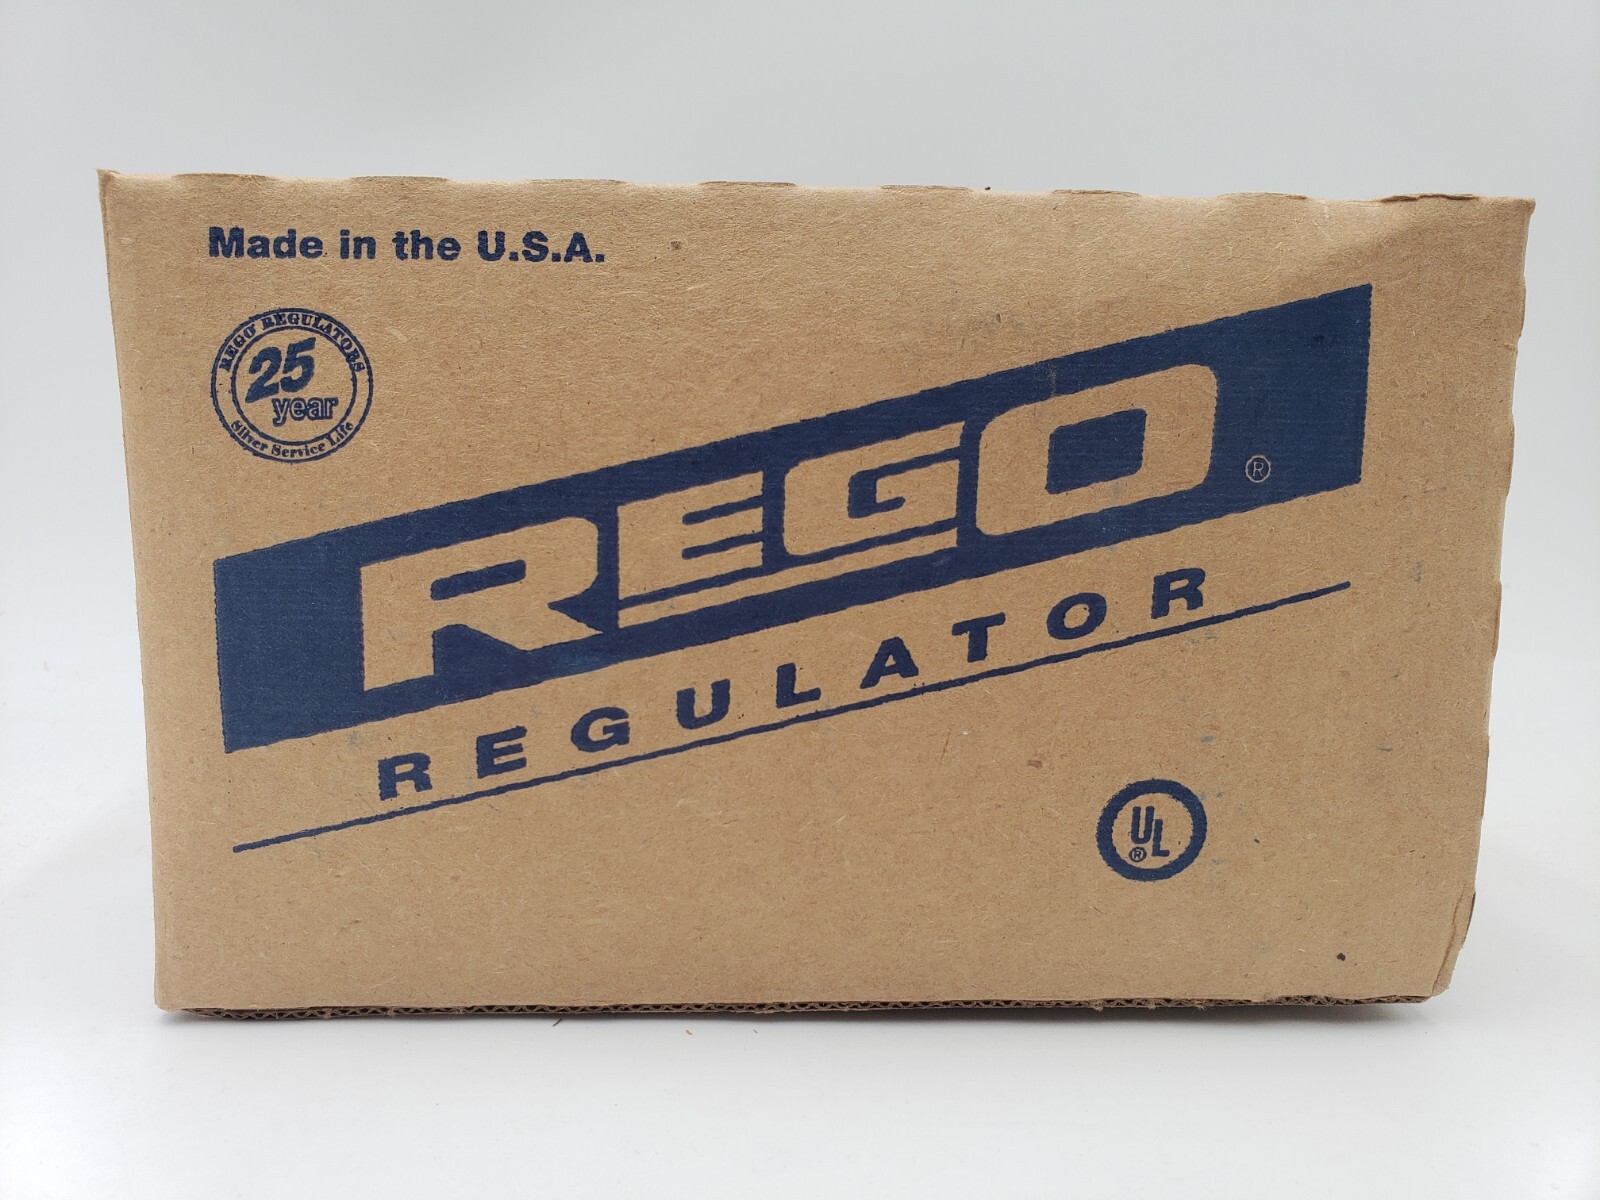 Made in the U.S.A.
REGO® REGULATORS
25
year
Silver Service Life
REGO®
REGULATOR
UL®